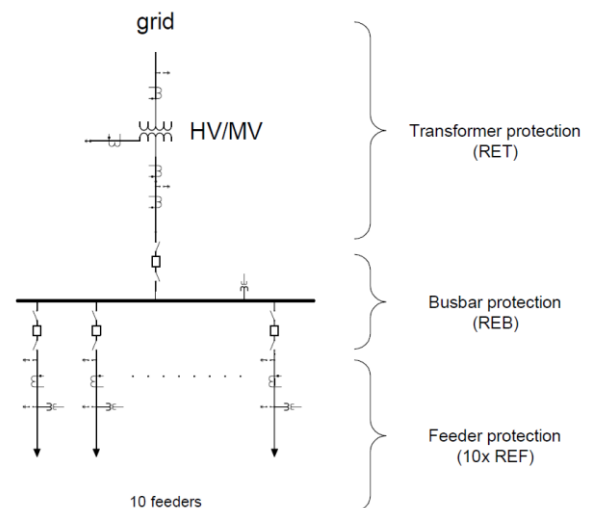 grid
HV/MV
Transformer protection
(RET)
Busbar protection
(REB)
Feeder protection
(10x REF)
10 feeders